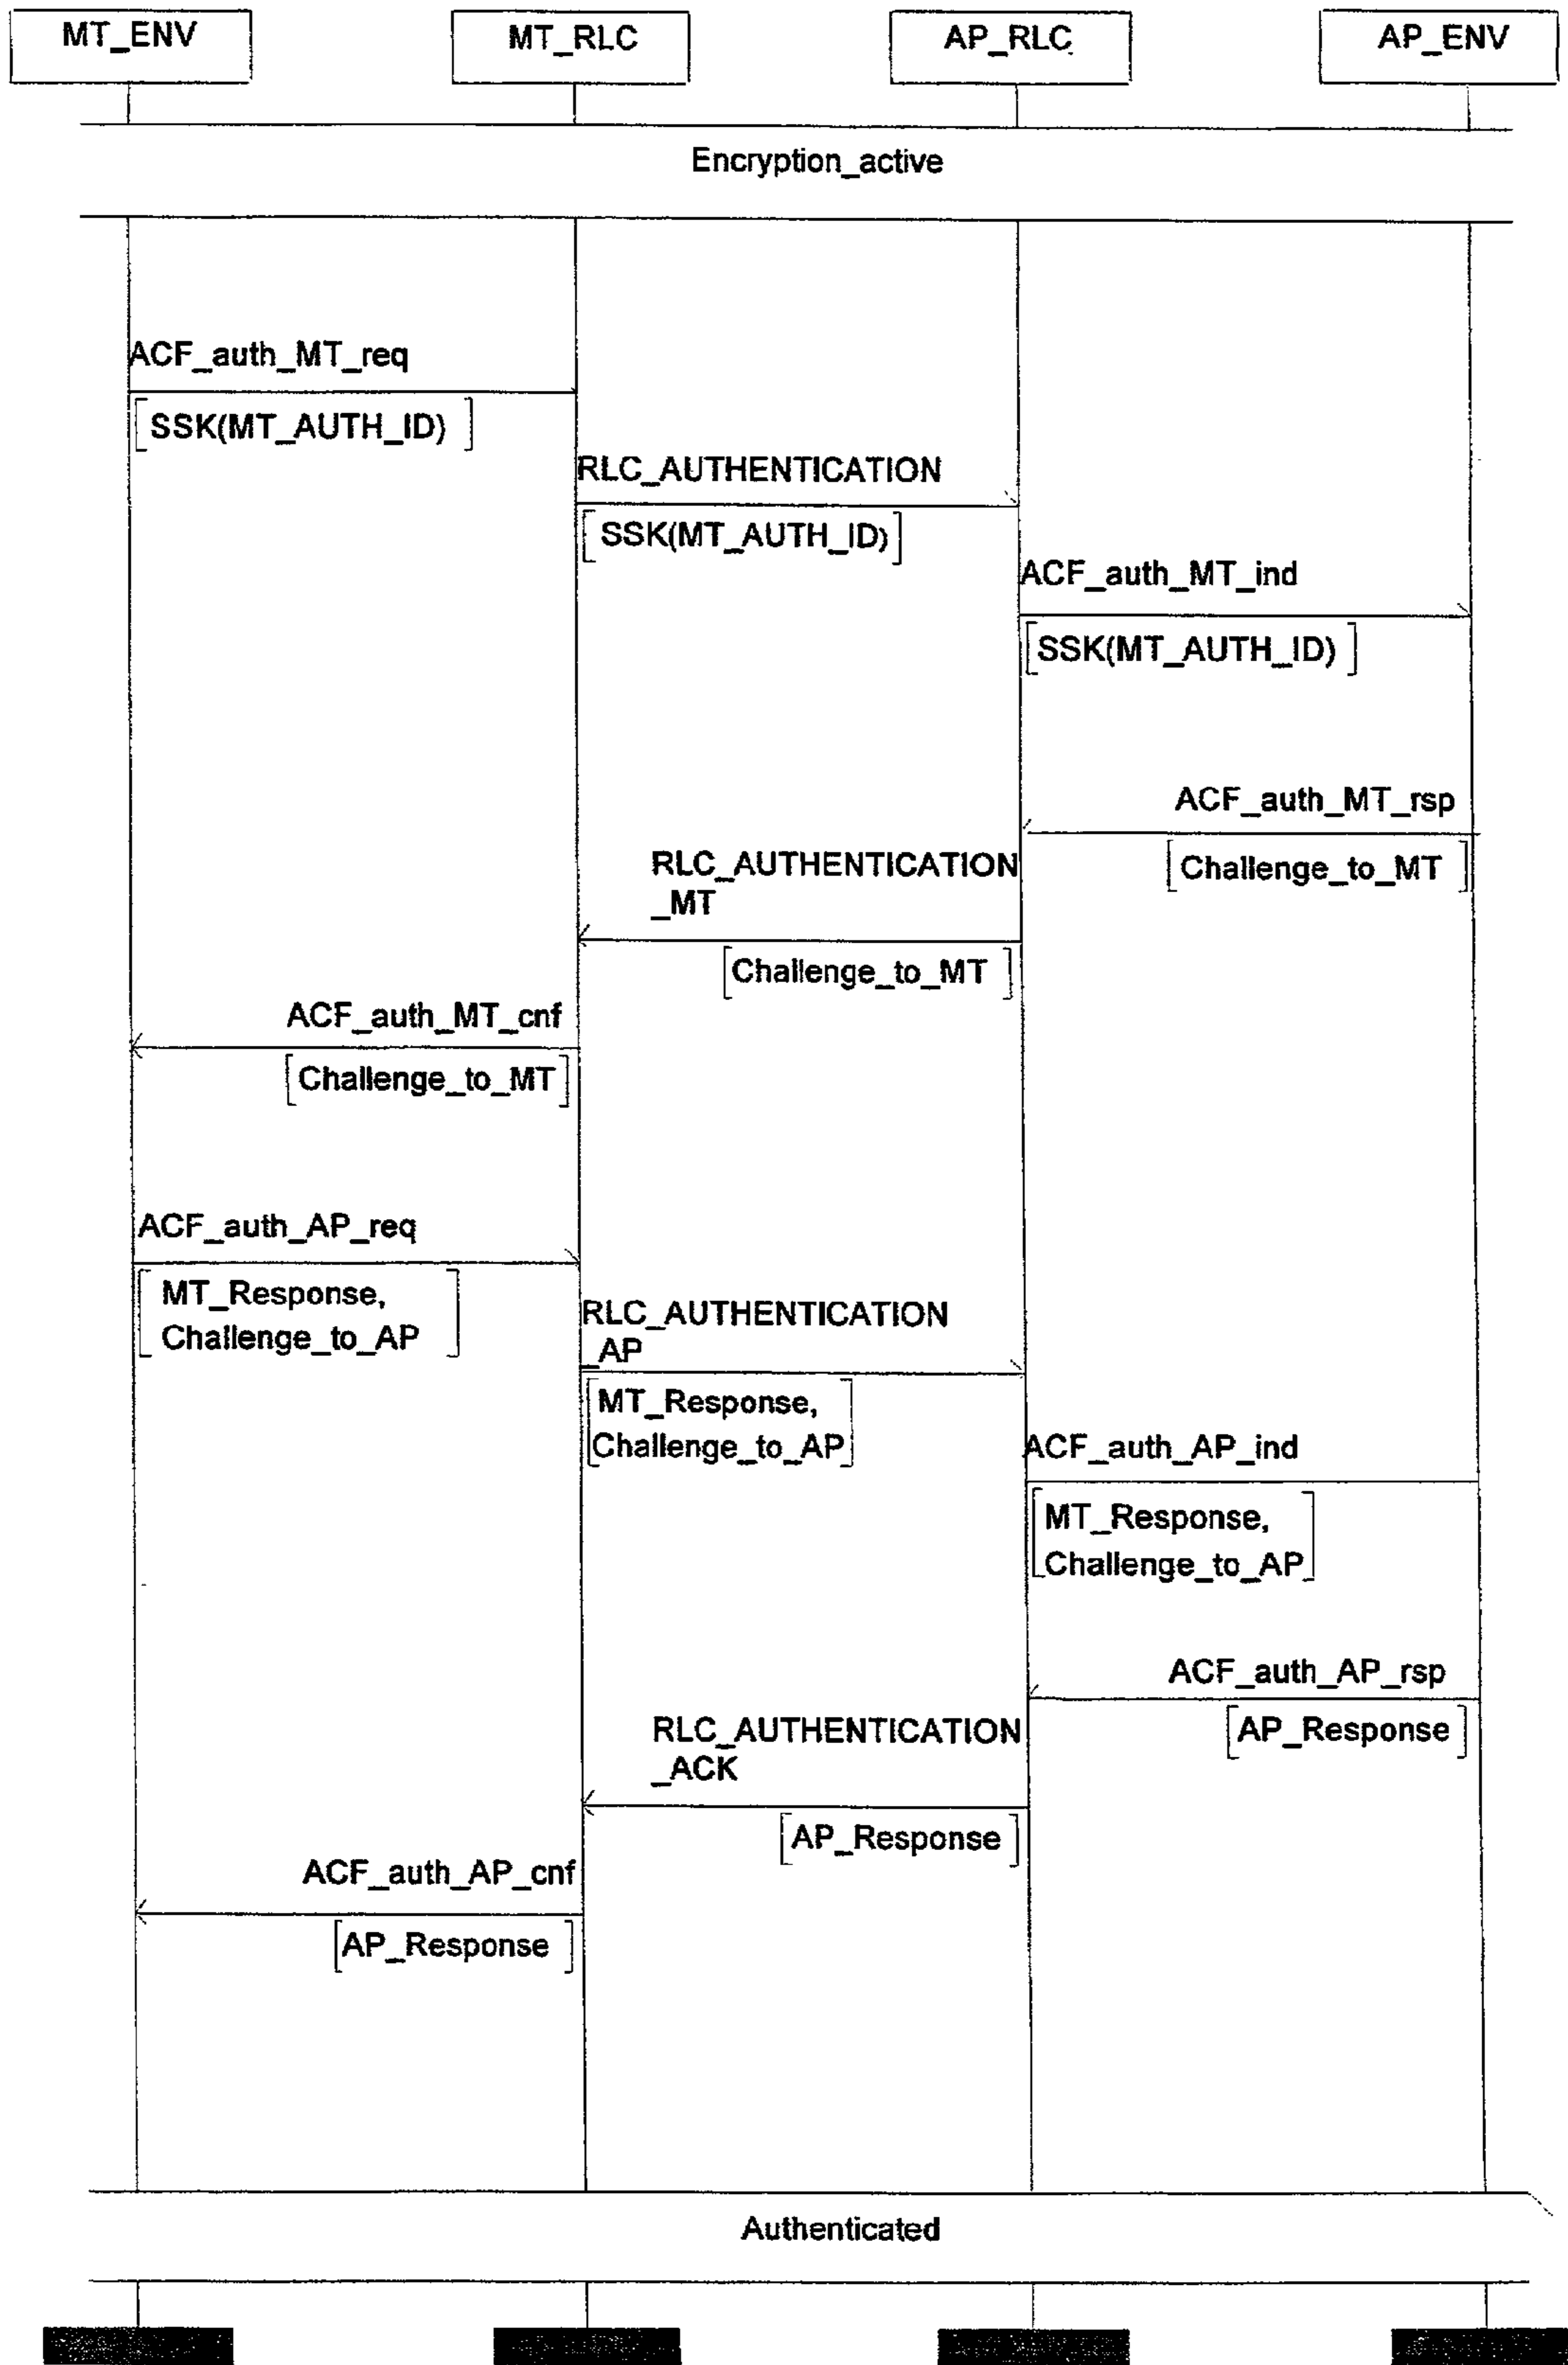 MT_ENV
MT_RLC
AP_RLC
AP_ENV
Encryption_active
ACF_auth_MT_req
[SSK(MT_AUTH_ID)]
RLC_AUTHENTICATION
[SSK(MT_AUTH_ID)]
ACF_auth_MT_ind
[SSK(MT_AUTH_ID)]
ACF_auth_MT_rsp
[Challenge_to_MT]
RLC_AUTHENTICATION
_MT
[Challenge_to_MT]
ACF_auth_MT_cnf
[Challenge_to_MT]
ACF_auth_AP_req
[MT_Response,
Challenge_to_AP]
RLC_AUTHENTICATION
_AP
[MT_Response,
Challenge_to_AP]
ACF_auth_AP_ind
[MT_Response,
Challenge_to_AP]
ACF_auth_AP_rsp
[AP_Response]
RLC_AUTHENTICATION
_ACK
[AP_Response]
ACF_auth_AP_cnf
[AP_Response]
Authenticated